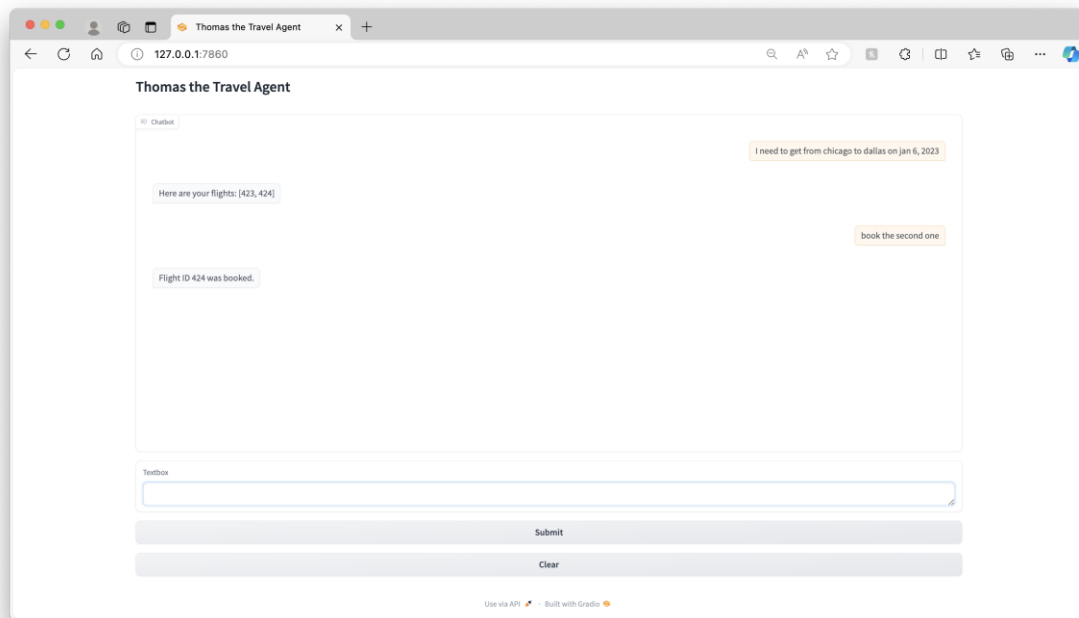 Thomas the Travel Agent
127.0.0.1:7860
Thomas the Travel Agent
Chatbot
I need to get from chicago to dallas on jan 6, 2023
Here are your flights: [423, 424]
book the second one
Flight ID 424 was booked.
Textbox
Submit
Clear
Use via API · Built with Gradio